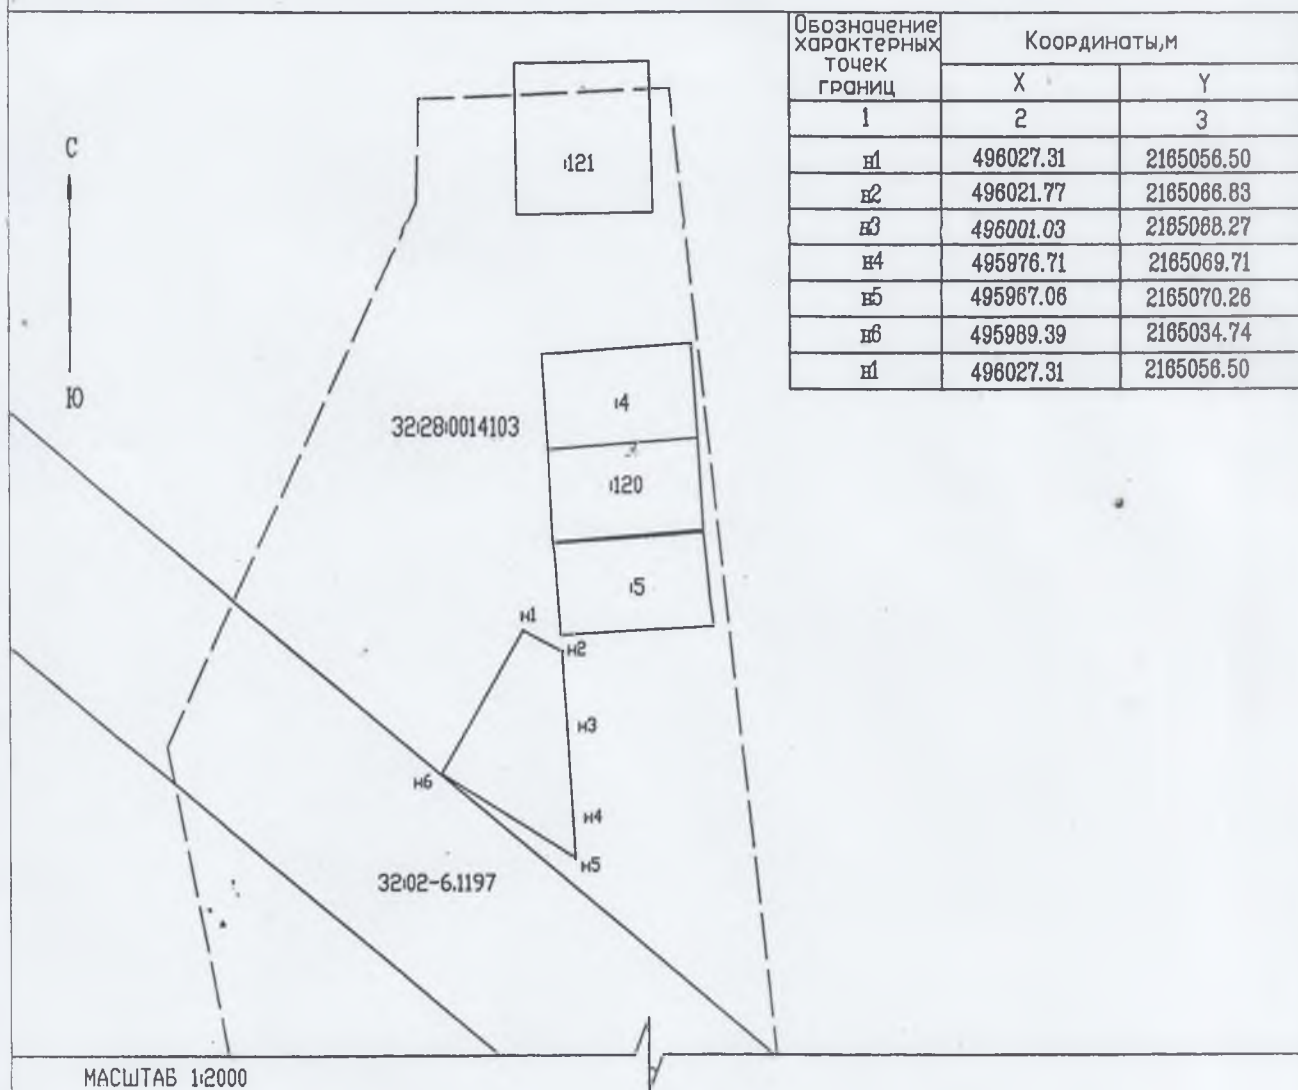 Обозначение характерных точек границ
Координаты,м
X Y
1 2 3
н1 496027.31 2165056.50
н2 496021.77 2165066.83
н3 496001.03 2165068.27
н4 495976.71 2165069.71
н5 495967.06 2165070.26
н6 495989.39 2165034.74
н1 496027.31 2165056.50
С
Ю
:121
:4
32:28:0014103
:120
:5
н1
н2
н3
н6
н4
н5
32:02-6.1197
МАСШТАБ 1:2000